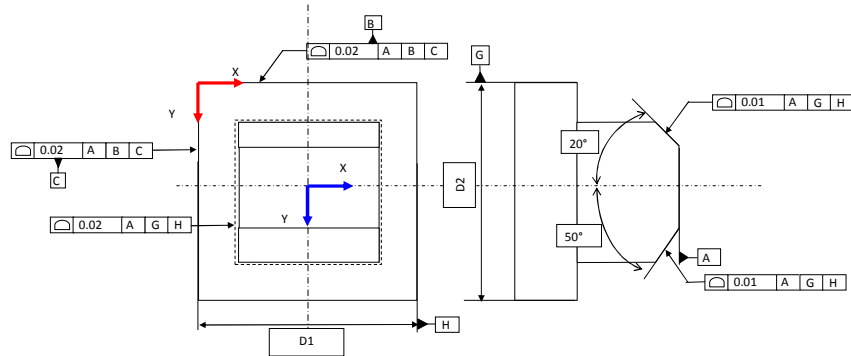 B
0.02 A B C
G
X
0.01 A G H
Y
0.02 A B C
20°
C
X
D2
Y
0.02 A G H
50°
A
0.01 A G H
H
D1